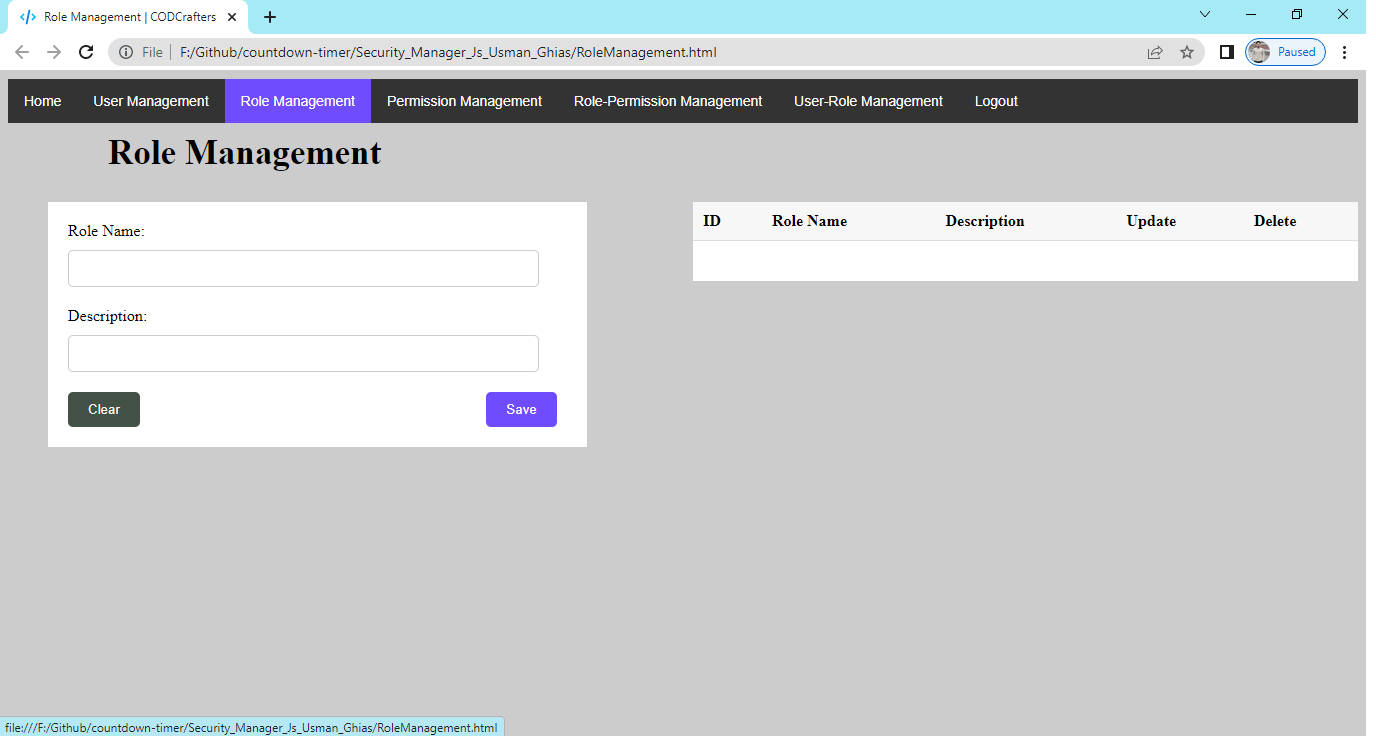 Role Management | CODCrafters
File | F:/Github/countdown-timer/Security_Manager_Js_Usman_Ghias/RoleManagement.html
Paused
Home User Management Role Management Permission Management Role-Permission Management User-Role Management Logout
Role Management
Role Name:
Description:
Clear Save
ID Role Name Description Update Delete
file:///F:/Github/countdown-timer/Security_Manager_Js_Usman_Ghias/RoleManagement.html